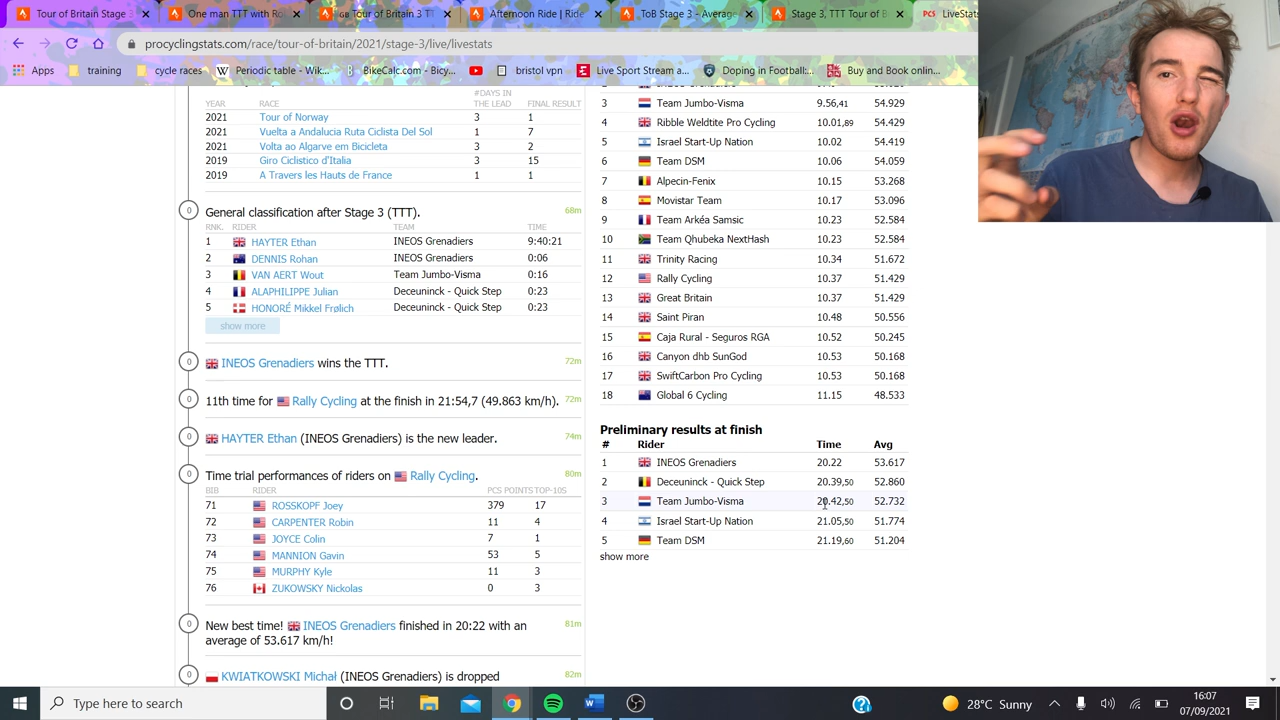 Tour of Britain Stage 3
One man TTT with Ro
Tour of Britain 3 T
Afternoon Ride | Ride
ToB Stage 3 - Average
Stage 3, TTT Tour of B
PCS LiveStats
procyclingstats.com/race/tour-of-britain/2021/stage-3/live/livestats
Apps
training
cycle races
W Periodic table - Wik...
BikeCalc.com - Bicy...
bristol vpn
Live Sport Stream a...
Doping in Football:...
Buy and Book onlin...
#DAYS IN
YEAR RACE THE LEAD FINAL RESULT
2021 Tour of Norway 3 1
2021 Vuelta a Andalucia Ruta Ciclista Del Sol 1 7
2021 Volta ao Algarve em Bicicleta 3 2
2019 Giro Ciclistico d'Italia 3 15
2019 A Travers les Hauts de France 1 1
0 General classification after Stage 3 (TTT). 68m
RNK. RIDER TEAM TIME
1 HAYTER Ethan INEOS Grenadiers 9:40:21
2 DENNIS Rohan INEOS Grenadiers 0:06
3 VAN AERT Wout Team Jumbo-Visma 0:16
4 ALAPHILIPPE Julian Deceuninck - Quick Step 0:23
5 HONORÉ Mikkel Frølich Deceuninck - Quick Step 0:23
show more
0 INEOS Grenadiers wins the TTT. 72m
0 11th time for Rally Cycling at the finish in 21:54,7 (49.863 km/h). 72m
0 HAYTER Ethan (INEOS Grenadiers) is the new leader. 74m
0 Time trial performances of riders on Rally Cycling. 80m
BIB RIDER PCS POINTS TOP-10S
71 ROSSKOPF Joey 379 17
72 CARPENTER Robin 11 4
73 JOYCE Colin 7 1
74 MANNION Gavin 53 5
75 MURPHY Kyle 11 3
76 ZUKOWSKY Nickolas 0 3
0 New best time! INEOS Grenadiers finished in 20:22 with an 81m
average of 53.617 km/h!
0 KWIATKOWSKI Michał (INEOS Grenadiers) is dropped 82m
3 Team Jumbo-Visma 9.56,41 54.929
4 Ribble Weldtite Pro Cycling 10.01,89 54.429
5 Israel Start-Up Nation 10.02 54.419
6 Team DSM 10.06 54.059
7 Alpecin-Fenix 10.15 53.268
8 Movistar Team 10.17 53.096
9 Team Arkéa Samsic 10.23 52.584
10 Team Qhubeka NextHash 10.23 52.584
11 Trinity Racing 10.34 51.672
12 Rally Cycling 10.37 51.429
13 Great Britain 10.37 51.429
14 Saint Piran 10.48 50.556
15 Caja Rural - Seguros RGA 10.52 50.245
16 Canyon dhb SunGod 10.53 50.168
17 SwiftCarbon Pro Cycling 10.53 50.168
18 Global 6 Cycling 11.15 48.533
Preliminary results at finish
# Rider Time Avg
1 INEOS Grenadiers 20.22 53.617
2 Deceuninck - Quick Step 20.39,50 52.860
3 Team Jumbo-Visma 20.42,50 52.732
4 Israel Start-Up Nation 21.05,50 51.774
5 Team DSM 21.19,60 51.204
show more
Type here to search
28°C Sunny
16:07
07/09/2021